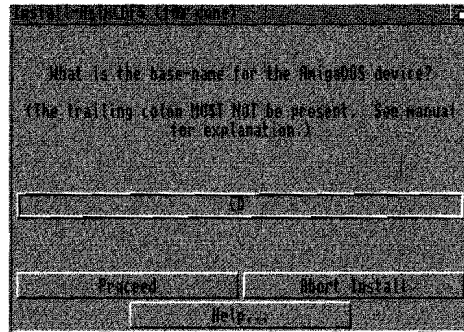 What is the base-name for the AmigaDOS device?
(The trailing colon MUST NOT be present.  See manual
for explanation.)
CD
Proceed
Abort Install
Help...